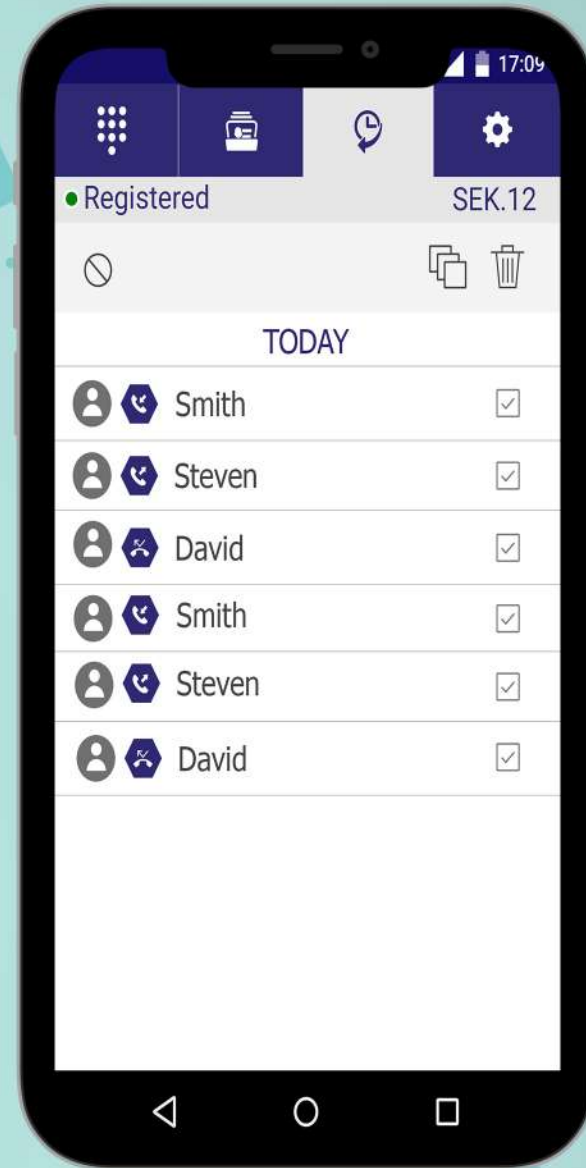 17:09
Registered SEK.12
TODAY
Smith
Steven
David
Smith
Steven
David